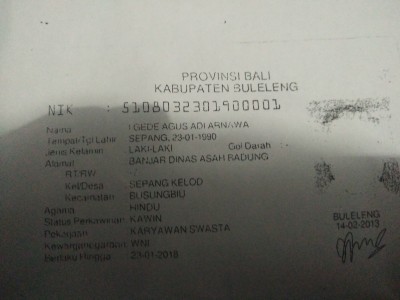 PROVINSI BALI
KABUPATEN BULELENG
NIK : 5108032301900001
Nama : I GEDE AGUS ADI ARNAWA
Tempat/Tgl Lahir : SEPANG, 23-01-1990
Jenis Kelamin : LAKI-LAKI Gol Darah
Alamat : BANJAR DINAS ASAH BADUNG
RT/RW
Kel/Desa : SEPANG KELOD
Kecamatan : BUSUNGBIU
Agama : HINDU
Status Perkawinan : KAWIN
Pekerjaan : KARYAWAN SWASTA
Kewarganegaraan : WNI
Berlaku Hingga : 23-01-2018
BULELENG
14-02-2013